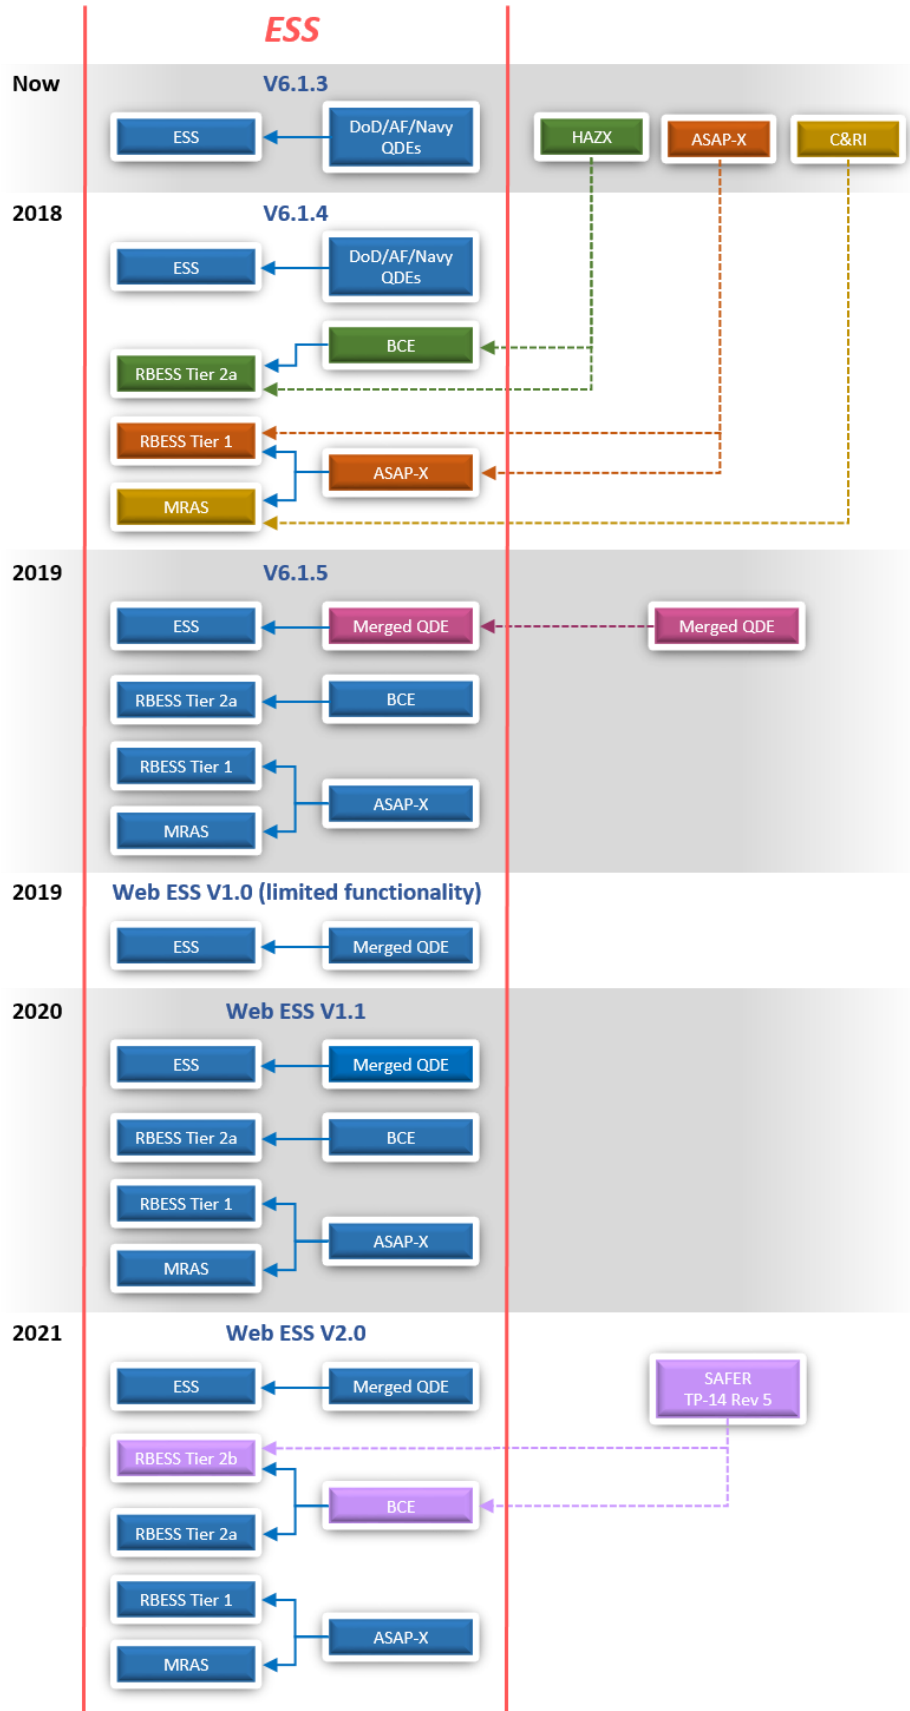 ESS
Now
V6.1.3
ESS
DoD/AF/Navy
QDEs
HAZX
ASAP-X
C&RI
2018
V6.1.4
ESS
DoD/AF/Navy
QDEs
BCE
RBESS Tier 2a
RBESS Tier 1
ASAP-X
MRAS
2019
V6.1.5
ESS
Merged QDE
Merged QDE
RBESS Tier 2a
BCE
RBESS Tier 1
ASAP-X
MRAS
2019
Web ESS V1.0 (limited functionality)
ESS
Merged QDE
2020
Web ESS V1.1
ESS
Merged QDE
RBESS Tier 2a
BCE
RBESS Tier 1
ASAP-X
MRAS
2021
Web ESS V2.0
ESS
Merged QDE
SAFER
TP-14 Rev 5
RBESS Tier 2b
BCE
RBESS Tier 2a
RBESS Tier 1
ASAP-X
MRAS